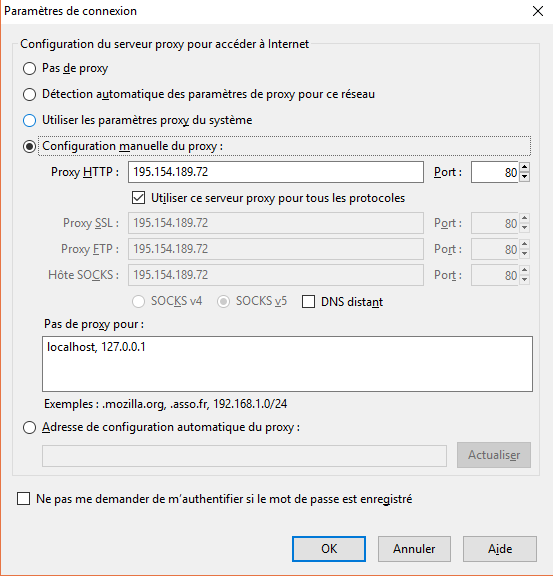 Paramètres de connexion
Configuration du serveur proxy pour accéder à Internet
Pas de proxy
Détection automatique des paramètres de proxy pour ce réseau
Utiliser les paramètres proxy du système
Configuration manuelle du proxy :
Proxy HTTP : 195.154.189.72 Port : 80
Utiliser ce serveur proxy pour tous les protocoles
Proxy SSL : 195.154.189.72 Port : 80
Proxy FTP : 195.154.189.72 Port : 80
Hôte SOCKS : 195.154.189.72 Port : 80
SOCKS v4 SOCKS v5 DNS distant
Pas de proxy pour :
localhost, 127.0.0.1
Exemples : .mozilla.org, .asso.fr, 192.168.1.0/24
Adresse de configuration automatique du proxy :
Actualiser
Ne pas me demander de m'authentifier si le mot de passe est enregistré
OK Annuler Aide